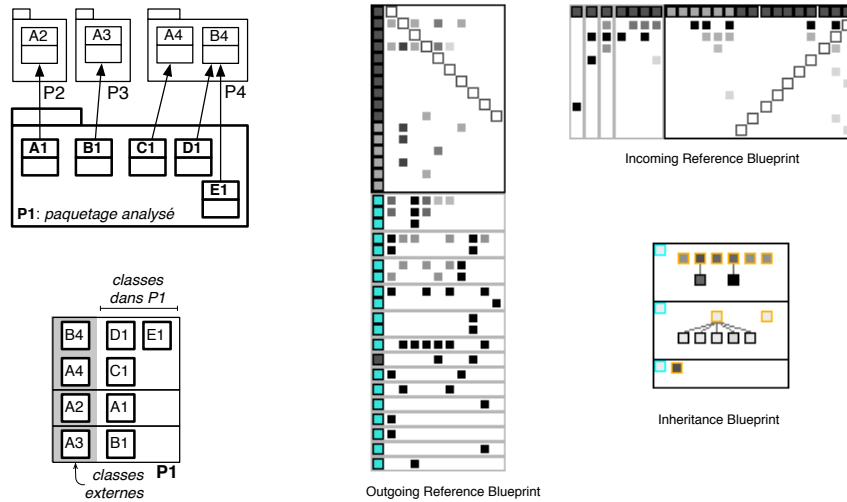 A2
A3
A4
B4
P2
P3
P4
A1
B1
C1
D1
E1
P1: paquetage analysé
classes
dans P1
B4
D1
E1
A4
C1
A2
A1
A3
B1
P1
classes
externes
Outgoing Reference Blueprint
Incoming Reference Blueprint
Inheritance Blueprint